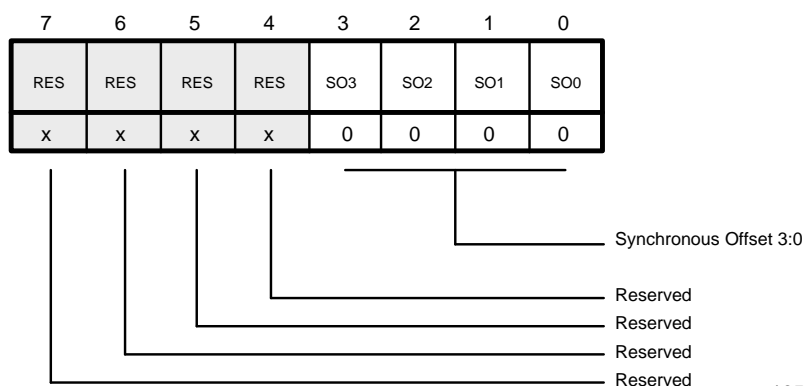 7 6 5 4 3 2 1 0
RES RES RES RES SO3 SO2 SO1 SO0
x x x x 0 0 0 0
Synchronous Offset 3:0
Reserved
Reserved
Reserved
Reserved